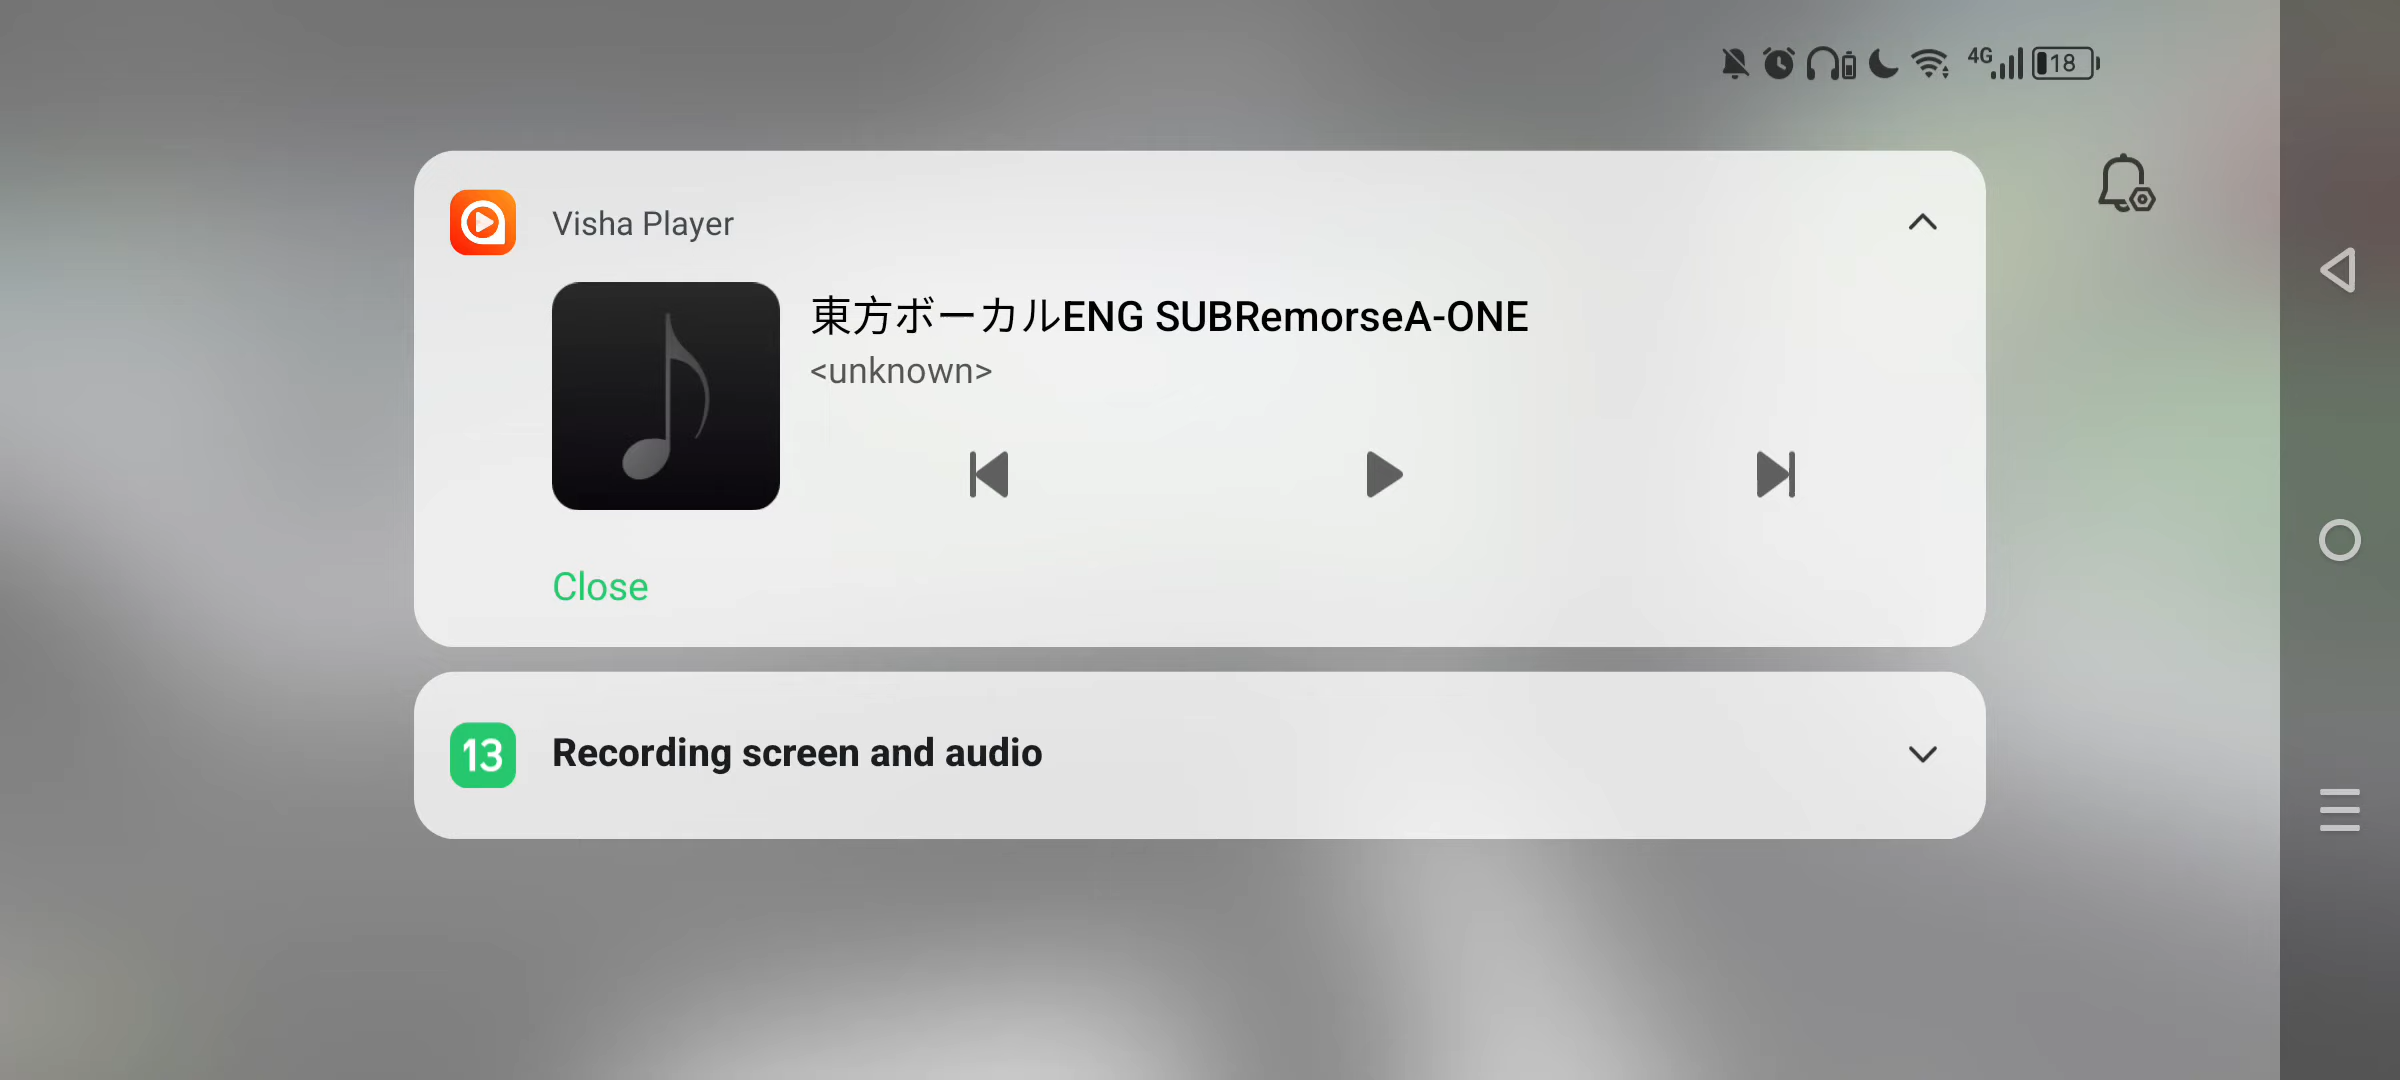 4G 18
Visha Player
東方ボーカルENG SUBRemorseA-ONE
<unknown>
Close
13 Recording screen and audio